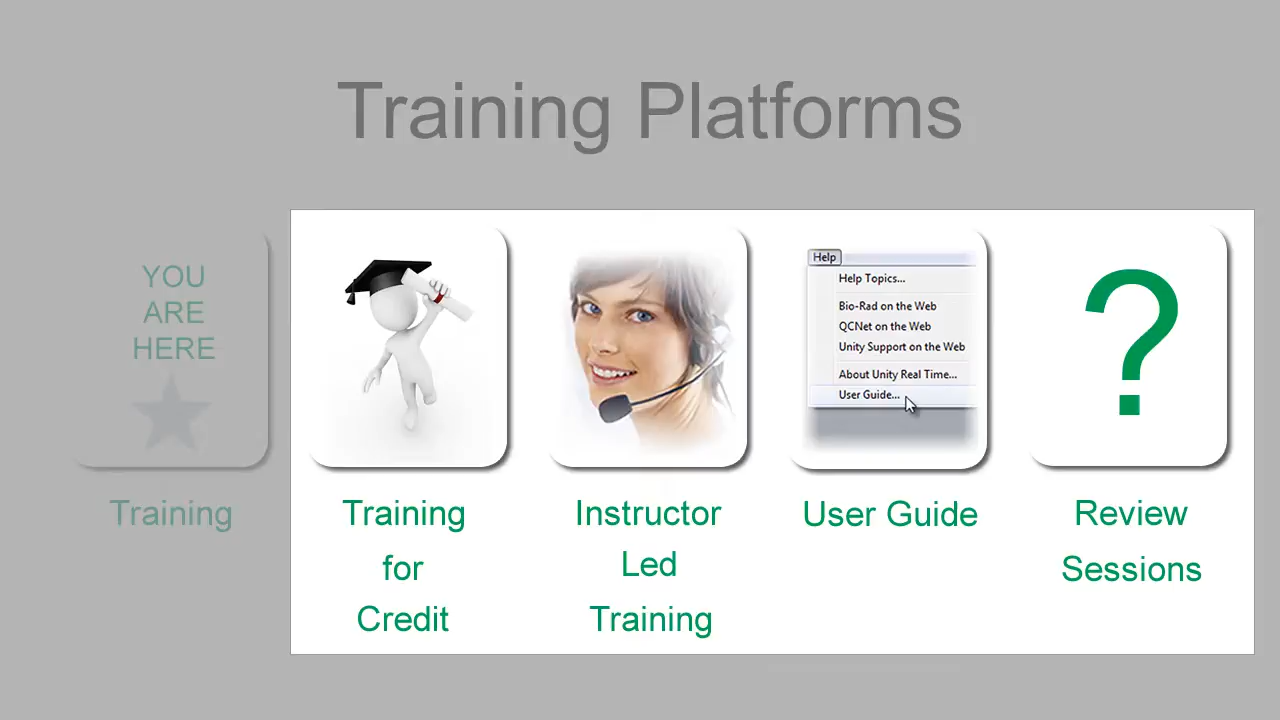 Training Platforms
YOU
ARE
HERE
Training
Training
for
Credit
Instructor
Led
Training
Help
Help Topics...
Bio-Rad on the Web
QCNet on the Web
Unity Support on the Web
About Unity Real Time...
User Guide...
User Guide
?
Review
Sessions